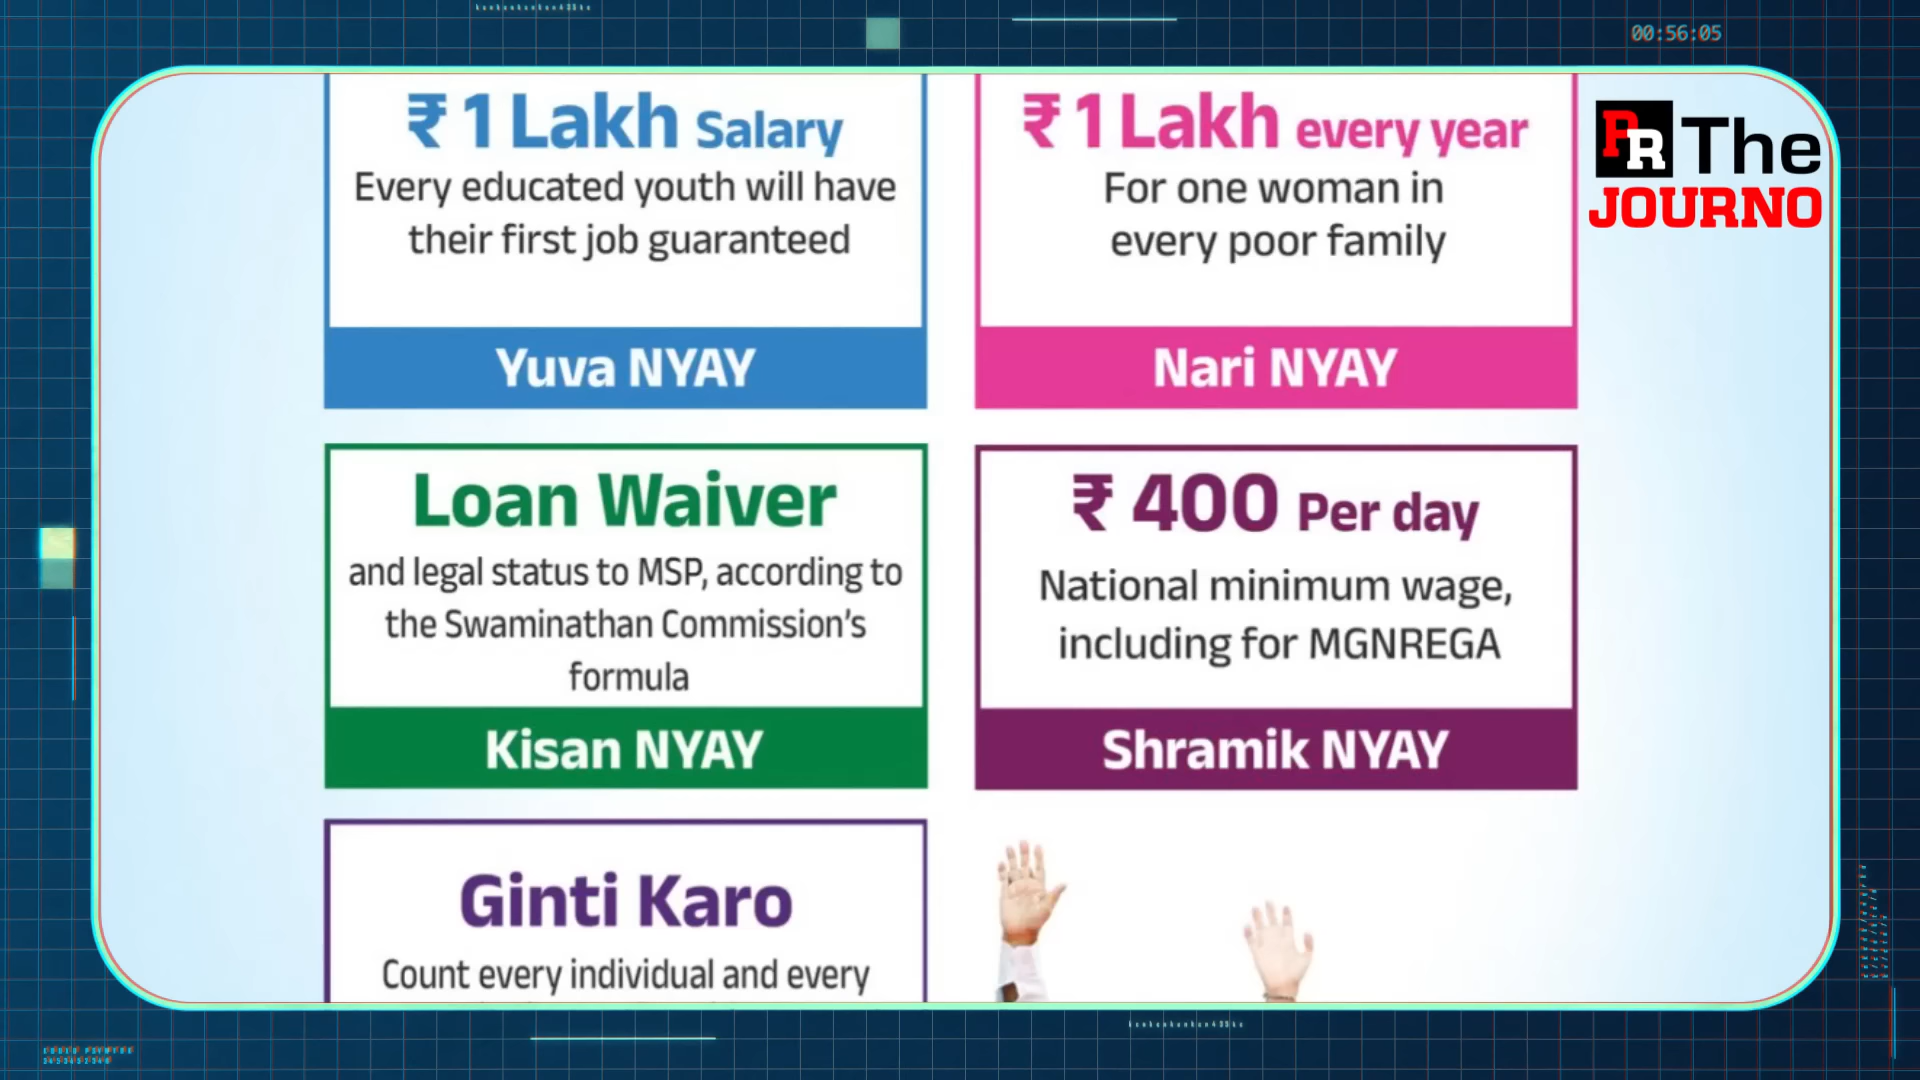 00:56:05
₹ 1 Lakh Salary
Every educated youth will have
their first job guaranteed
Yuva NYAY
₹ 1 Lakh every year
For one woman in
every poor family
Nari NYAY
PR The
JOURNO
Loan Waiver
and legal status to MSP, according to
the Swaminathan Commission's
formula
Kisan NYAY
₹ 400 Per day
National minimum wage,
including for MGNREGA
Shramik NYAY
Ginti Karo
Count every individual and every